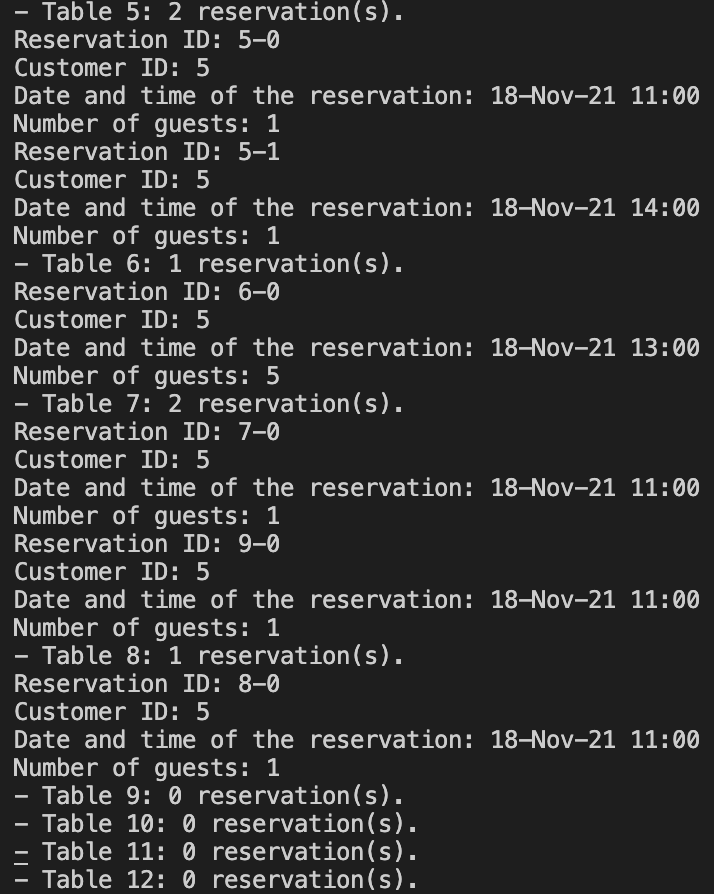 – Table 5: 2 reservation(s).
Reservation ID: 5–0
Customer ID: 5
Date and time of the reservation: 18–Nov–21 11:00
Number of guests: 1
Reservation ID: 5–1
Customer ID: 5
Date and time of the reservation: 18–Nov–21 14:00
Number of guests: 1
– Table 6: 1 reservation(s).
Reservation ID: 6–0
Customer ID: 5
Date and time of the reservation: 18–Nov–21 13:00
Number of guests: 5
– Table 7: 2 reservation(s).
Reservation ID: 7–0
Customer ID: 5
Date and time of the reservation: 18–Nov–21 11:00
Number of guests: 1
Reservation ID: 9–0
Customer ID: 5
Date and time of the reservation: 18–Nov–21 11:00
Number of guests: 1
– Table 8: 1 reservation(s).
Reservation ID: 8–0
Customer ID: 5
Date and time of the reservation: 18–Nov–21 11:00
Number of guests: 1
– Table 9: 0 reservation(s).
– Table 10: 0 reservation(s).
– Table 11: 0 reservation(s).
– Table 12: 0 reservation(s).